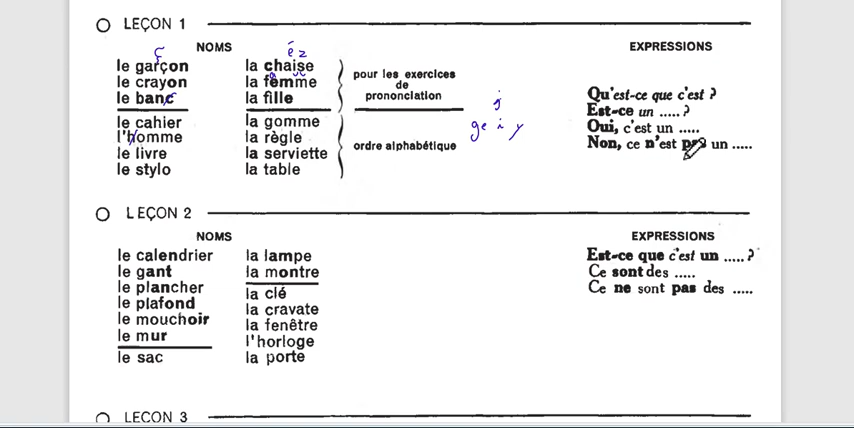 LEÇON 1
NOMS
EXPRESSIONS
ç
le garçon
le crayon
le banc
le cahier
l'homme
le livre
le stylo
é z
la chaise
a
la femme
la fille
la gomme
la règle
la serviette
la table
pour les exercices
de
prononciation
ordre alphabétique
j
ge i y
Qu'est-ce que c'est ?
Est-ce un ..... ?
Oui, c'est un .....
Non, ce n'est pas un .....
LEÇON 2
NOMS
EXPRESSIONS
le calendrier
le gant
le plancher
le plafond
le mouchoir
le mur
le sac
la lampe
la montre
la clé
la cravate
la fenêtre
l'horloge
la porte
Est-ce que c'est un ..... ?
Ce sont des .....
Ce ne sont pas des .....
LEÇON 3